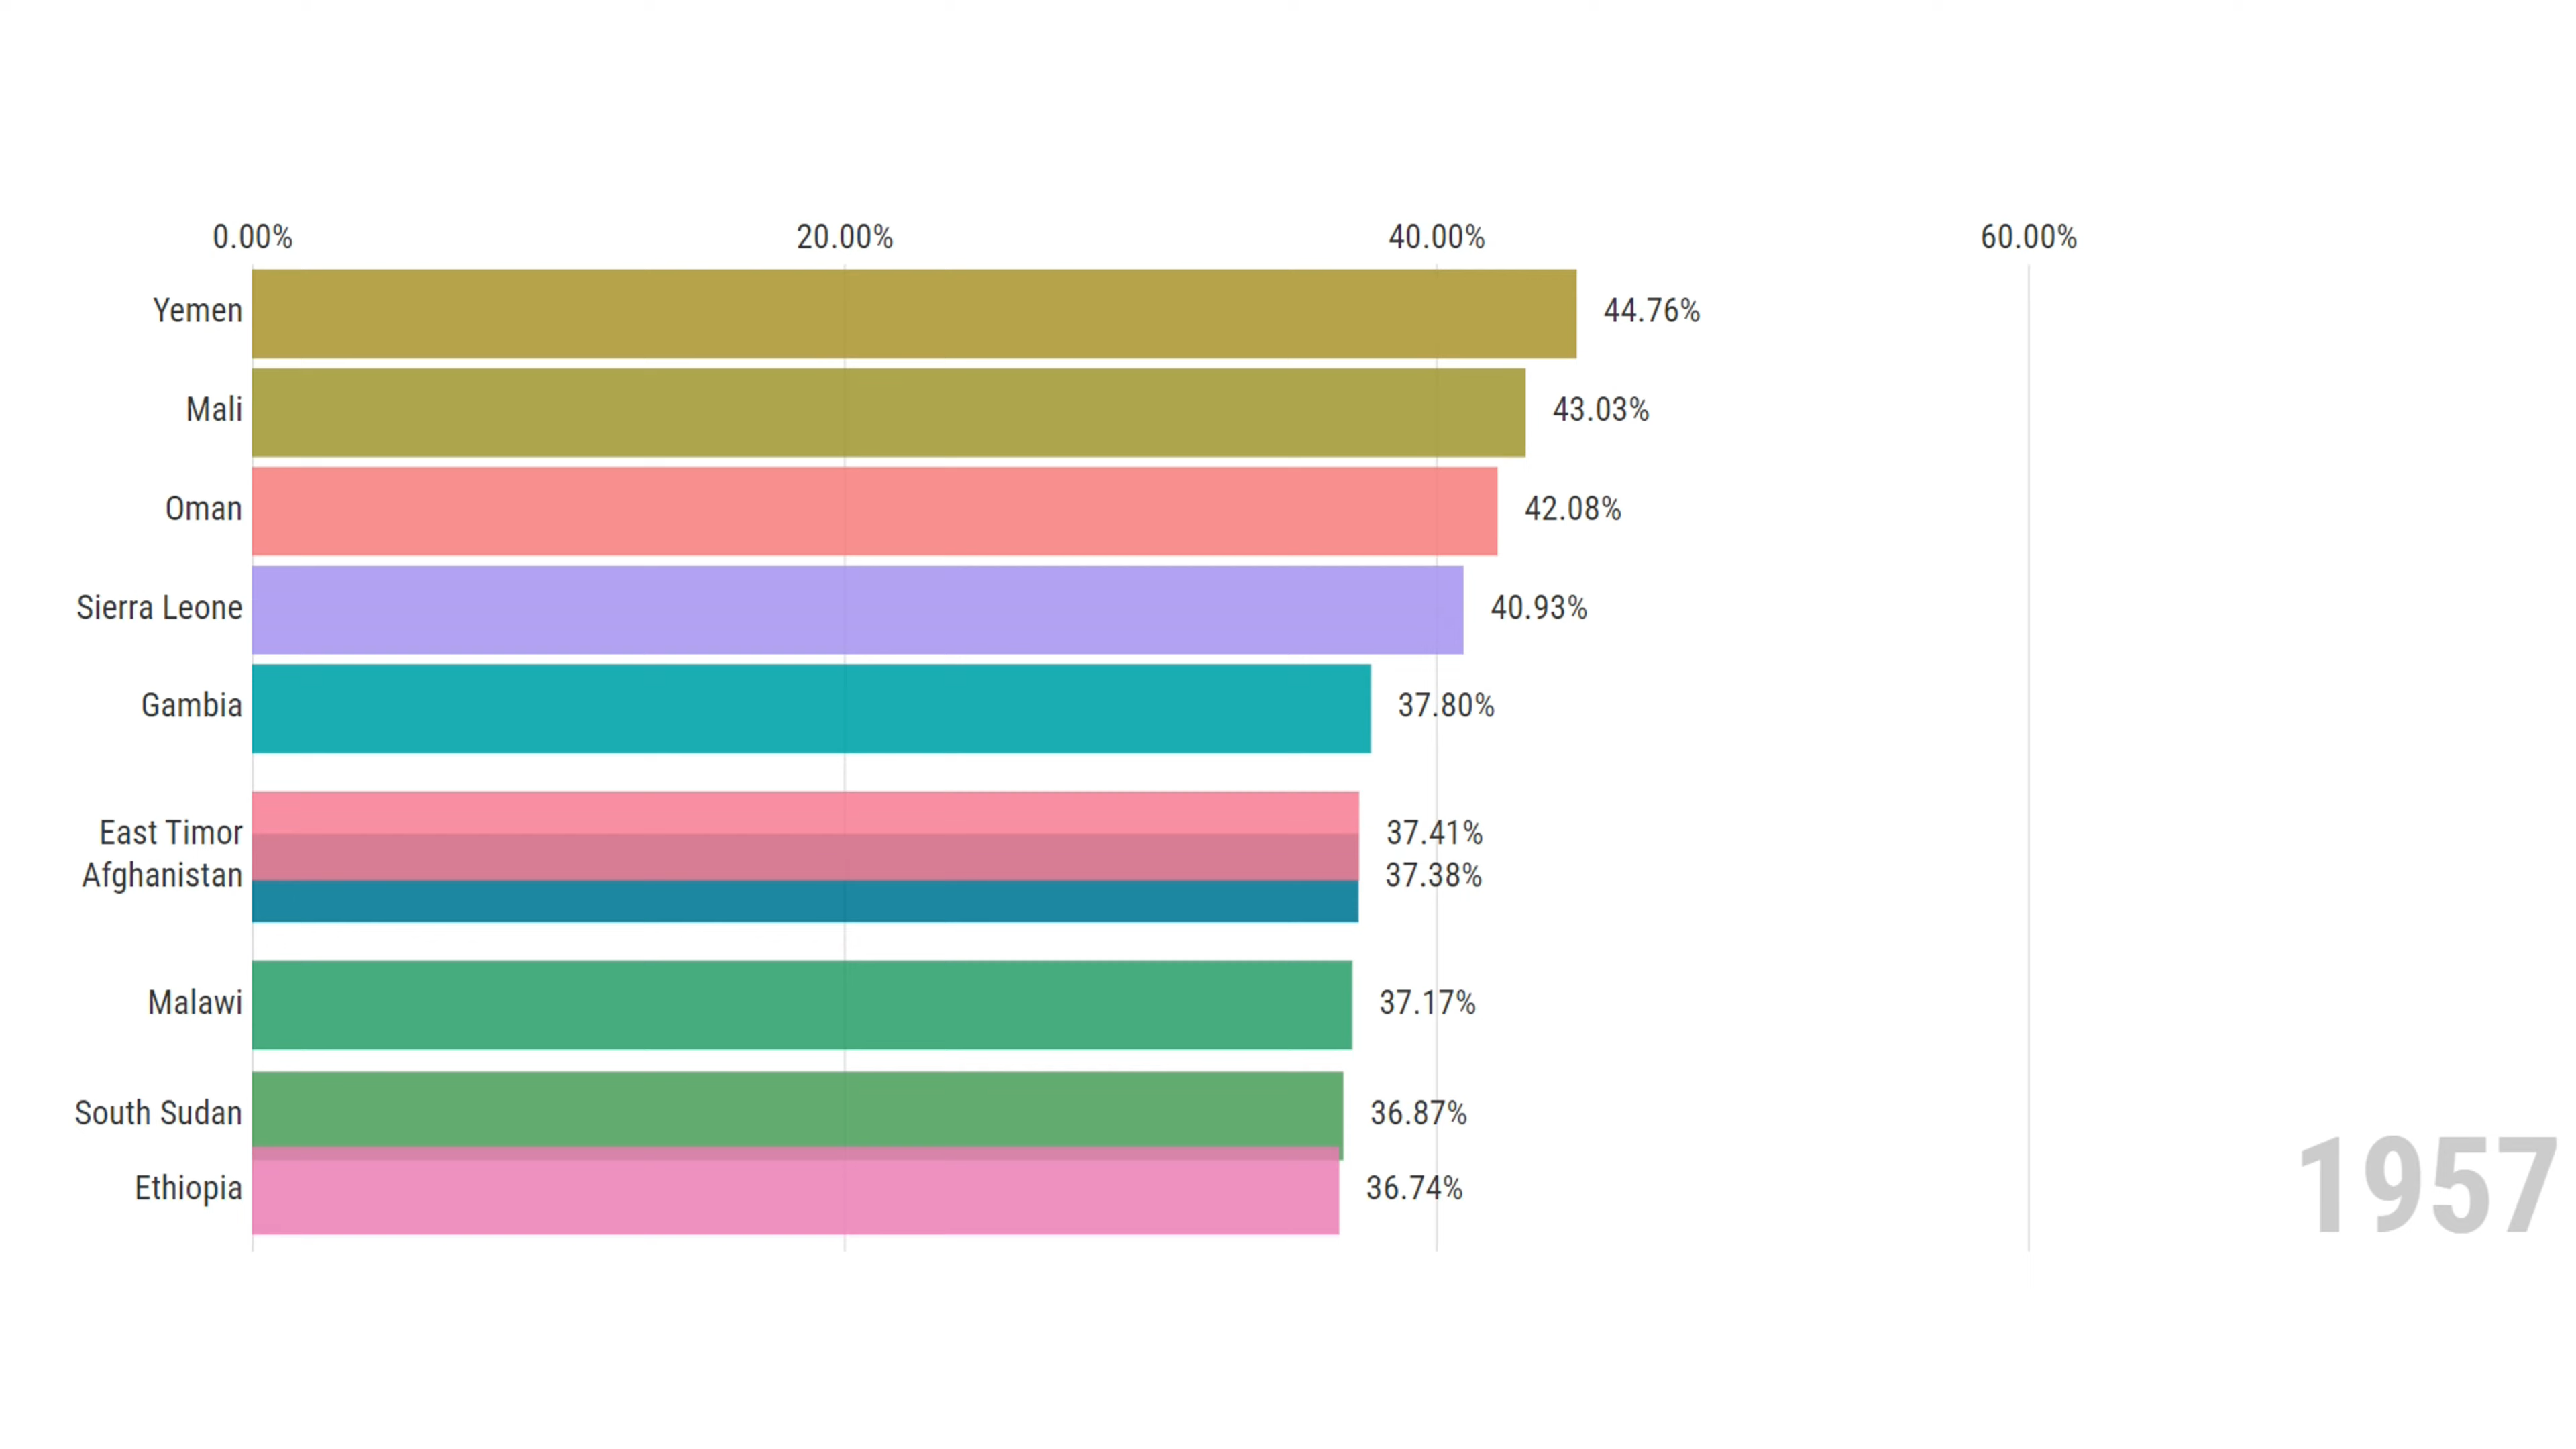 0.00% 20.00% 40.00% 60.00%
Yemen 44.76%
Mali 43.03%
Oman 42.08%
Sierra Leone 40.93%
Gambia 37.80%
East Timor 37.41%
Afghanistan 37.38%
Malawi 37.17%
South Sudan 36.87%
Ethiopia 36.74%
1957